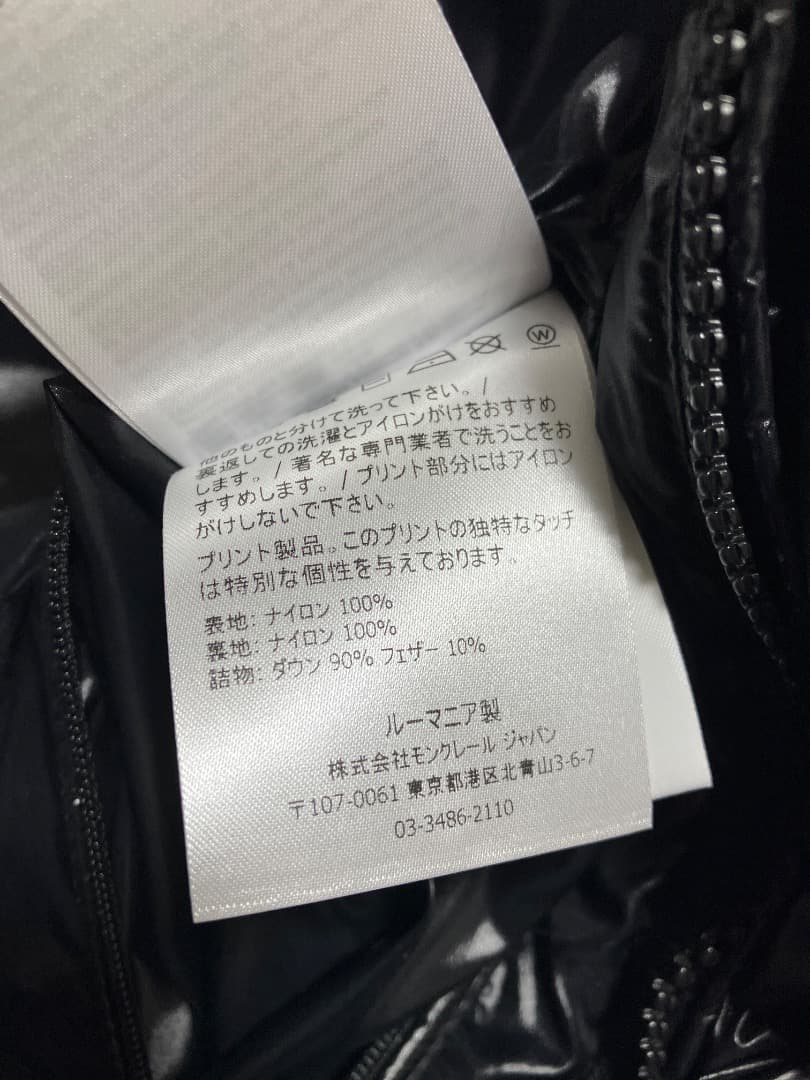 W
他のものと分けて洗って下さい。/
裏返しての洗濯とアイロンがけをおすすめ
します。/ 著名な専門業者で洗うことをお
すすめします。/ プリント部分にはアイロン
がけしないで下さい。
プリント製品。このプリントの独特なタッチ
は特別な個性を与えております。
表地: ナイロン 100%
裏地: ナイロン 100%
詰物: ダウン 90% フェザー 10%
ルーマニア製
株式会社モンクレール ジャパン
〒107-0061 東京都港区北青山3-6-7
03-3486-2110